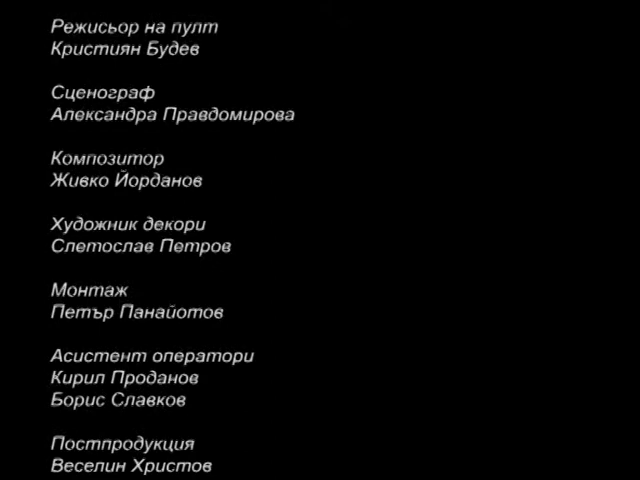 Режисьор на пулт
Кристиян Будев
Сценограф
Александра Правдомирова
Композитор
Живко Йорданов
Художник декори
Слетослав Петров
Монтаж
Петър Панайотов
Асистент оператори
Кирил Проданов
Борис Славков
Постпродукция
Веселин Христов